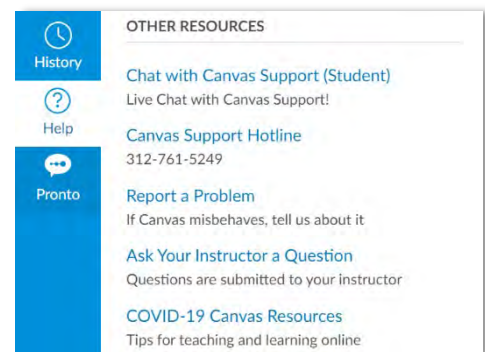 History
Help
Pronto
OTHER RESOURCES
Chat with Canvas Support (Student)
Live Chat with Canvas Support!
Canvas Support Hotline
312-761-5249
Report a Problem
If Canvas misbehaves, tell us about it
Ask Your Instructor a Question
Questions are submitted to your instructor
COVID-19 Canvas Resources
Tips for teaching and learning online